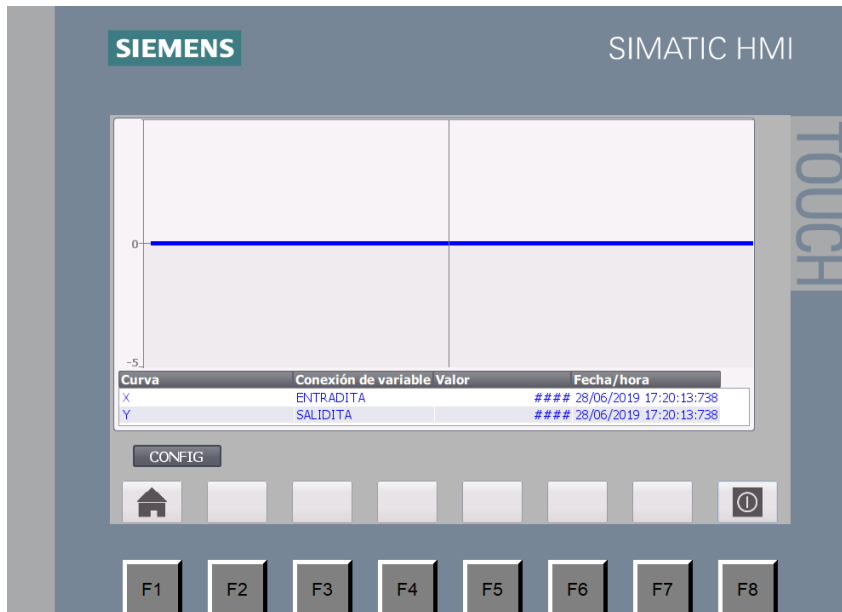 SIEMENS
SIMATIC HMI
TOUCH
0
-5
Curva Conexión de variable Valor Fecha/hora
X ENTRADITA #### 28/06/2019 17:20:13:738
Y SALIDITA #### 28/06/2019 17:20:13:738
CONFIG
F1 F2 F3 F4 F5 F6 F7 F8